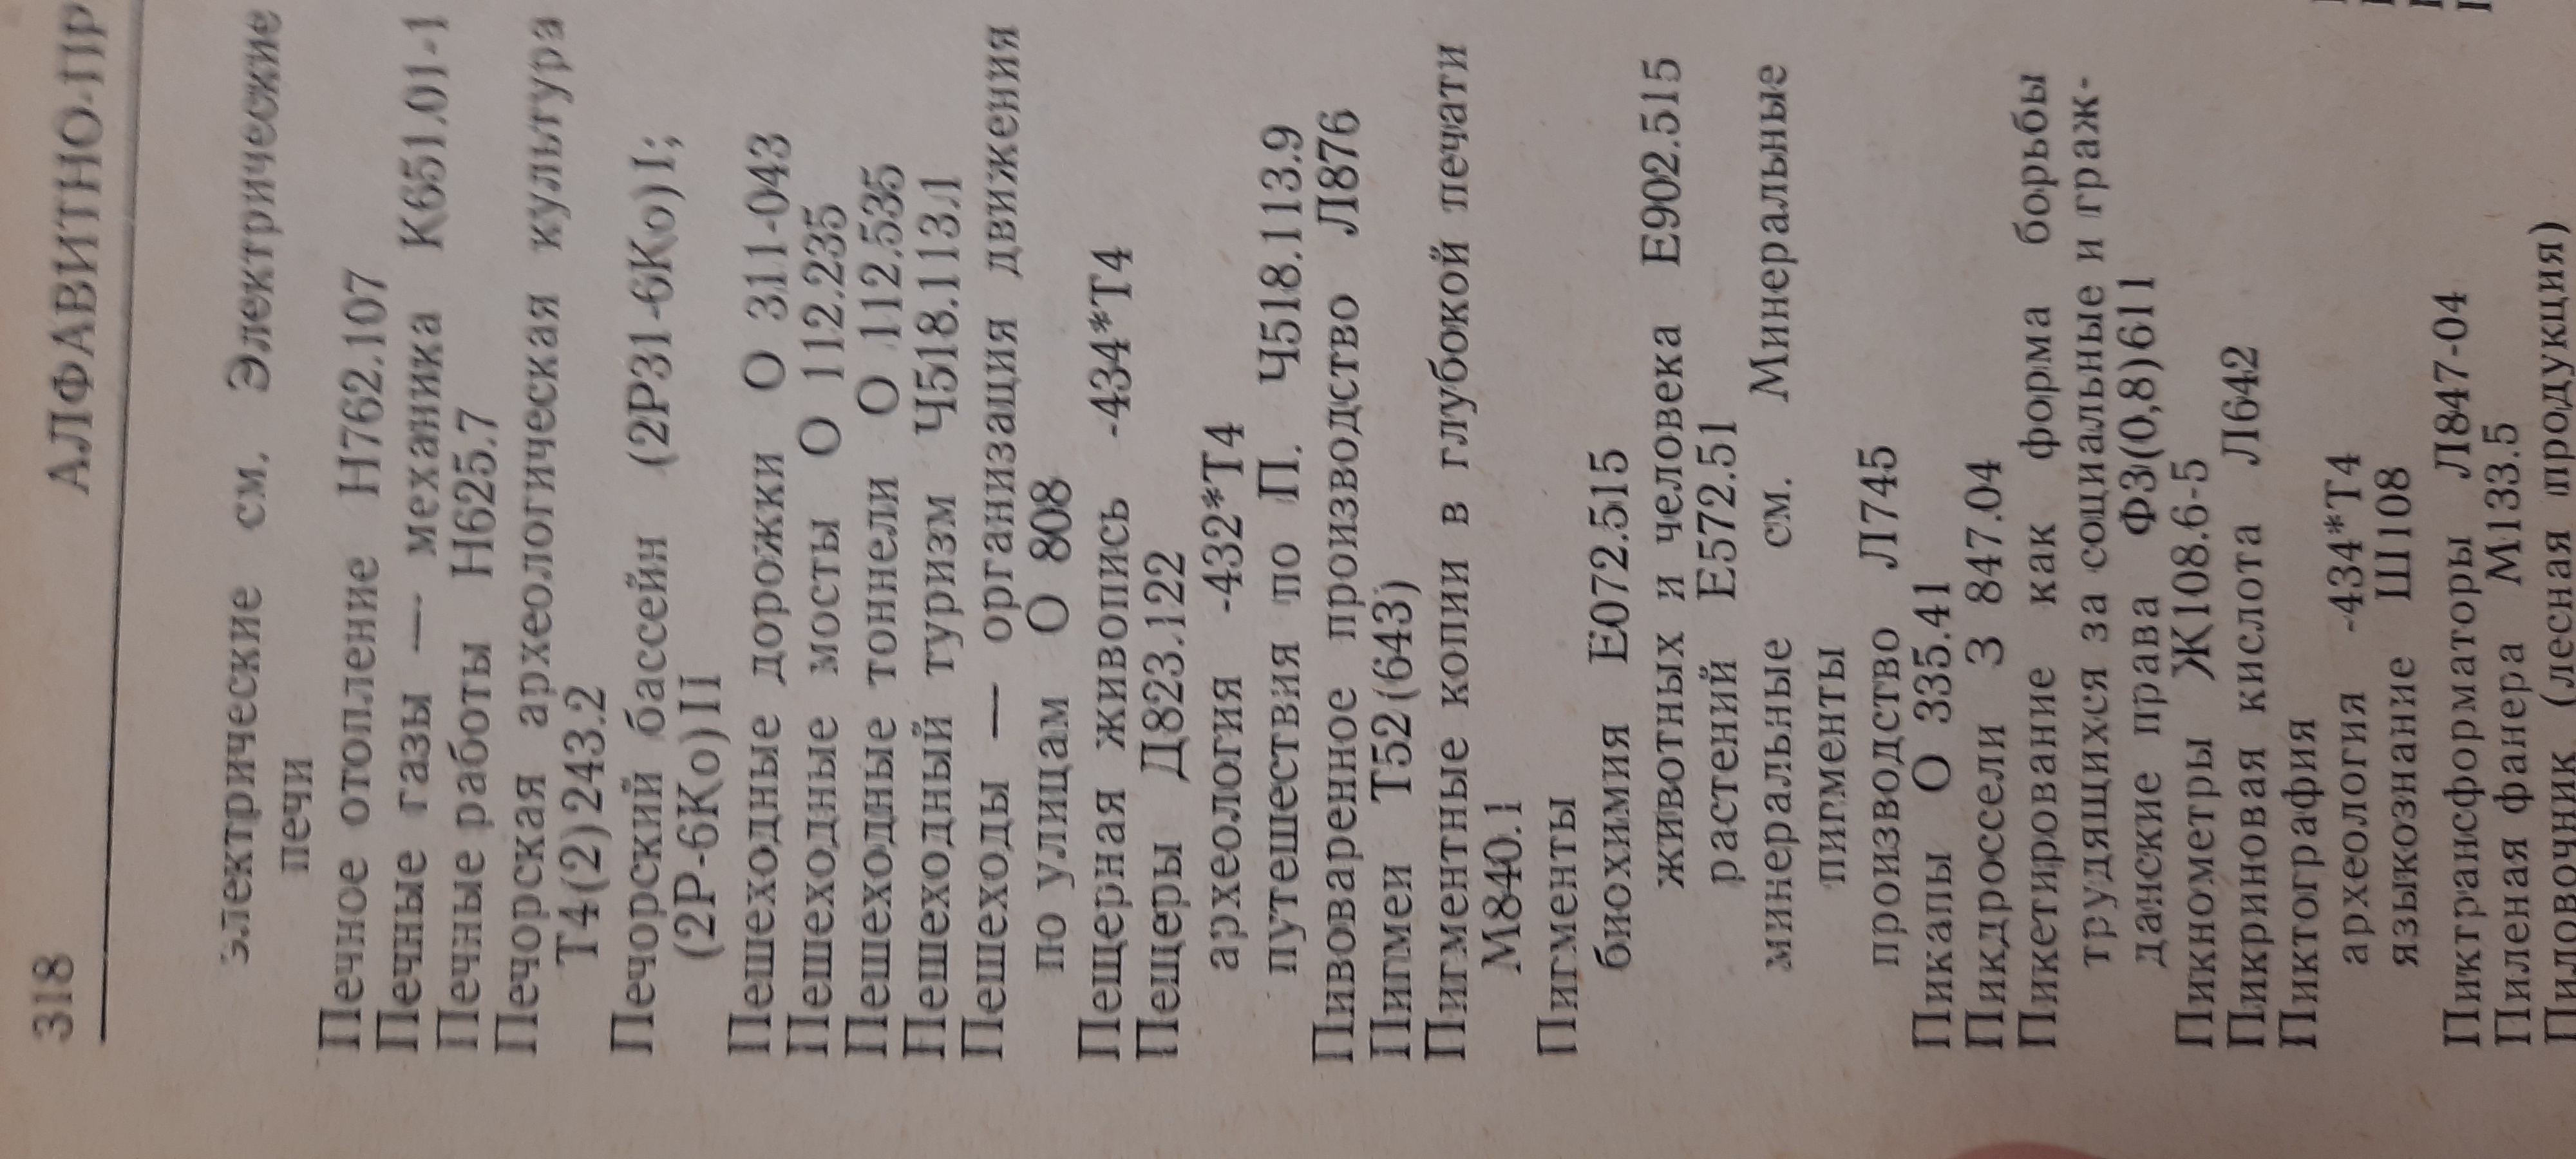 318 АЛФАВИТНО-ПР
электрические см. Электрические
печи
Печное отопление Н762.107
Печные газы — механика К651.01-1
Печные работы Н625.7
Печорская археологическая культура
Т4(2)243.2
Печорский бассейн (2Р31-6Ко)I;
(2Р-6Ко)II
Пешеходные дорожки О 311-043
Пешеходные мосты О 112.235
Пешеходные тоннели О 112.535
Пешеходный туризм Ч518.113.1
Пешеходы — организация движения
по улицам О 808
Пещерная живопись -434*Т4
Пещеры Д823.122
археология -432*Т4
путешествия по П. Ч518.113.9
Пивоваренное производство Л876
Пигмеи Т52(643)
Пигментные копии в глубокой печати
М840.1
Пигменты
биохимия Е072.515
животных и человека Е902.515
растений Е572.51
минеральные см. Минеральные
пигменты
производство Л745
Пикапы О 335.41
Пикдроссели З 847.04
Пикетирование как форма борьбы
трудящихся за социальные и граж-
данские права Ф3(0,8)611
Пикнометры Ж108.6-5
Пикриновая кислота Л642
Пиктография
археология -434*Т4
языкознание Ш108
Пиктрансформаторы Л847-04
Пиленая фанера М133.5
Пиловочник (лесная продукция)